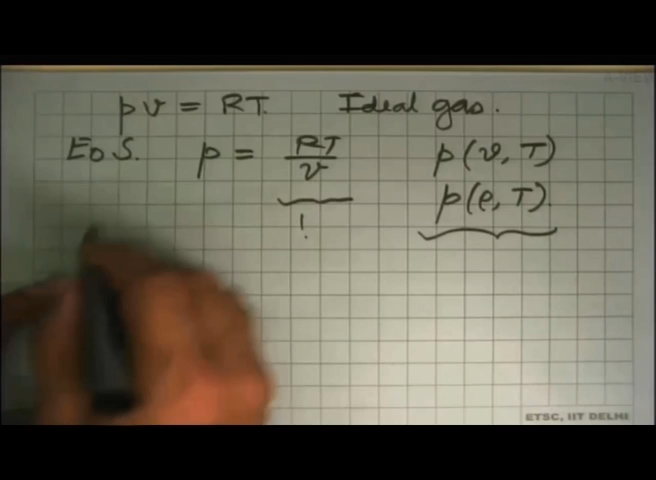 pv = RT. Ideal gas.
EoS. p = RT/v p(v, T)
p(ρ, T).
!
ETSC, IIT DELHI